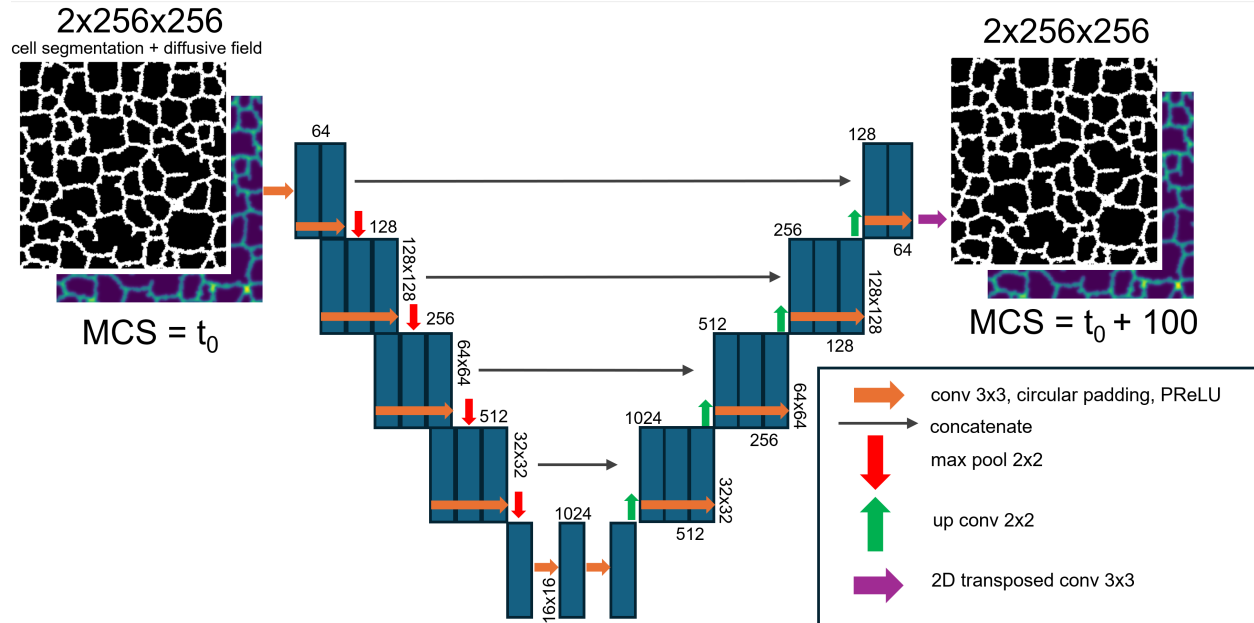 2x256x256
cell segmentation + diffusive field
MCS = t0
64
128
128x128
256
64x64
512
32x32
1024
16x16
1024
32x32
512
512
64x64
256
256
128x128
128
128
64
2x256x256
MCS = t0 + 100
conv 3x3, circular padding, PReLU
concatenate
max pool 2x2
up conv 2x2
2D transposed conv 3x3